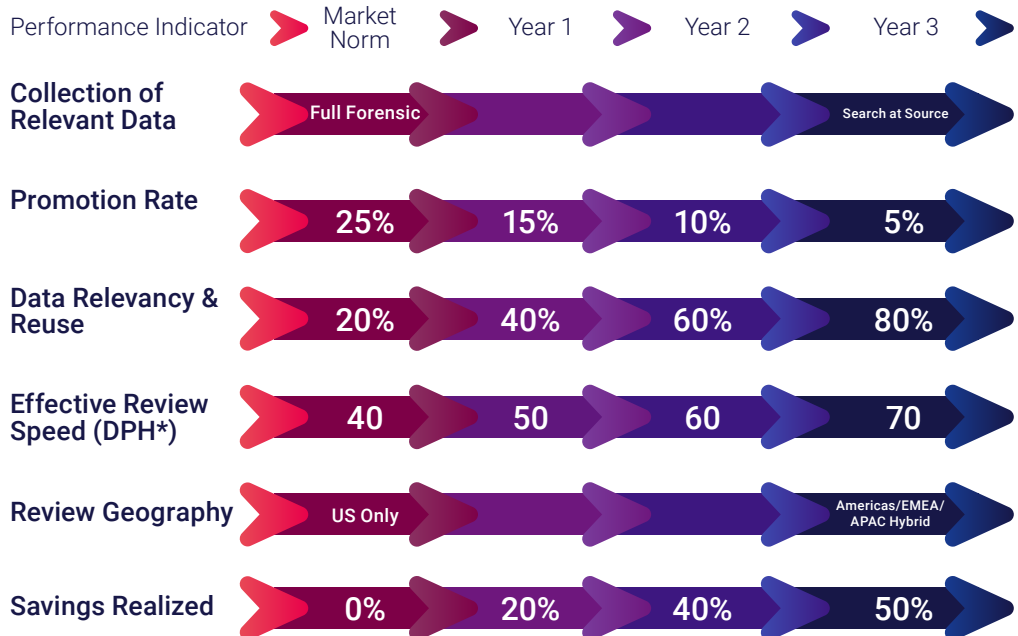 Performance Indicator
Market
Norm
Year 1
Year 2
Year 3
Collection of
Relevant Data
Full Forensic
Search at Source
Promotion Rate
25%
15%
10%
5%
Data Relevancy &
Reuse
20%
40%
60%
80%
Effective Review
Speed (DPH*)
40
50
60
70
Review Geography
US Only
Americas/EMEA/
APAC Hybrid
Savings Realized
0%
20%
40%
50%